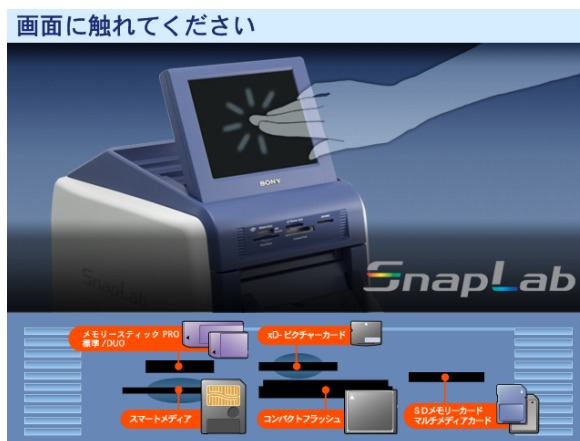 画面に触れてください
SONY
SnapLab
SnapLab
メモリースティック PRO
標準/DUO
xD-ピクチャーカード
スマートメディア
コンパクトフラッシュ
SDメモリーカード
マルチメディアカード